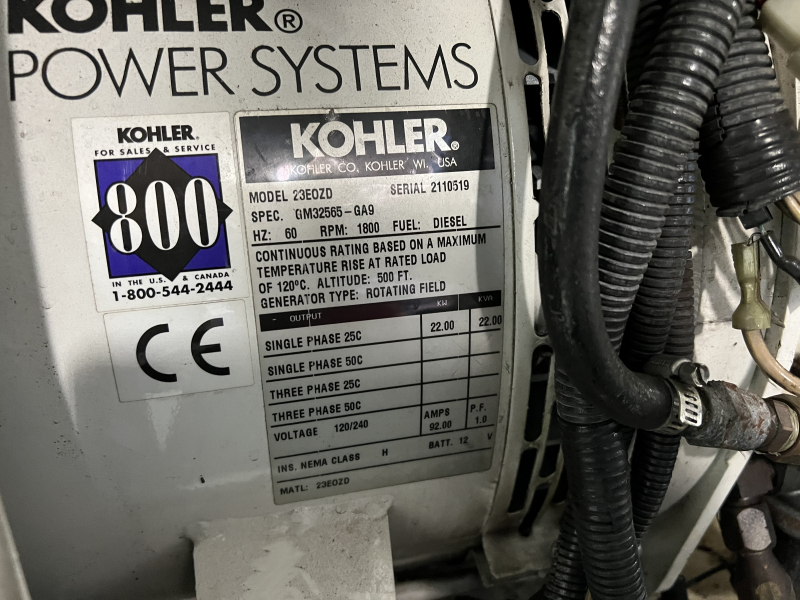 KOHLER®
POWER SYSTEMS
KOHLER®
FOR SALES & SERVICE
800
IN THE U.S. & CANADA
1-800-544-2444
CE
KOHLER®
KOHLER CO. KOHLER WI. USA
MODEL 23EOZD SERIAL 2110519
SPEC. GM32565-GA9
HZ: 60 RPM: 1800 FUEL: DIESEL
CONTINUOUS RATING BASED ON A MAXIMUM
TEMPERATURE RISE AT RATED LOAD
OF 120°C. ALTITUDE: 500 FT.
GENERATOR TYPE: ROTATING FIELD
OUTPUT KW KVA
SINGLE PHASE 25C 22.00 22.00
SINGLE PHASE 50C
THREE PHASE 25C
THREE PHASE 50C
VOLTAGE 120/240 AMPS 92.00 P.F. 1.0
INS. NEMA CLASS H BATT. 12 V
MATL: 23EOZD